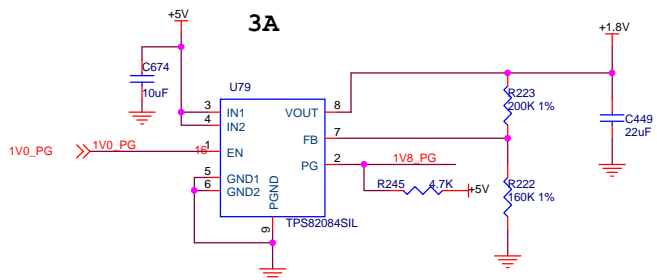 +5V
3A
+1.8V
C674
10uF
U79
3
IN1
4
IN2
VOUT
8
R223
200K 1%
C449
22uF
FB
7
1V0_PG
1V0_PG
16
1
EN
PG
2
1V8_PG
5
GND1
6
GND2
PGND
R245
4.7K
+5V
R222
160K 1%
9
TPS82084SIL